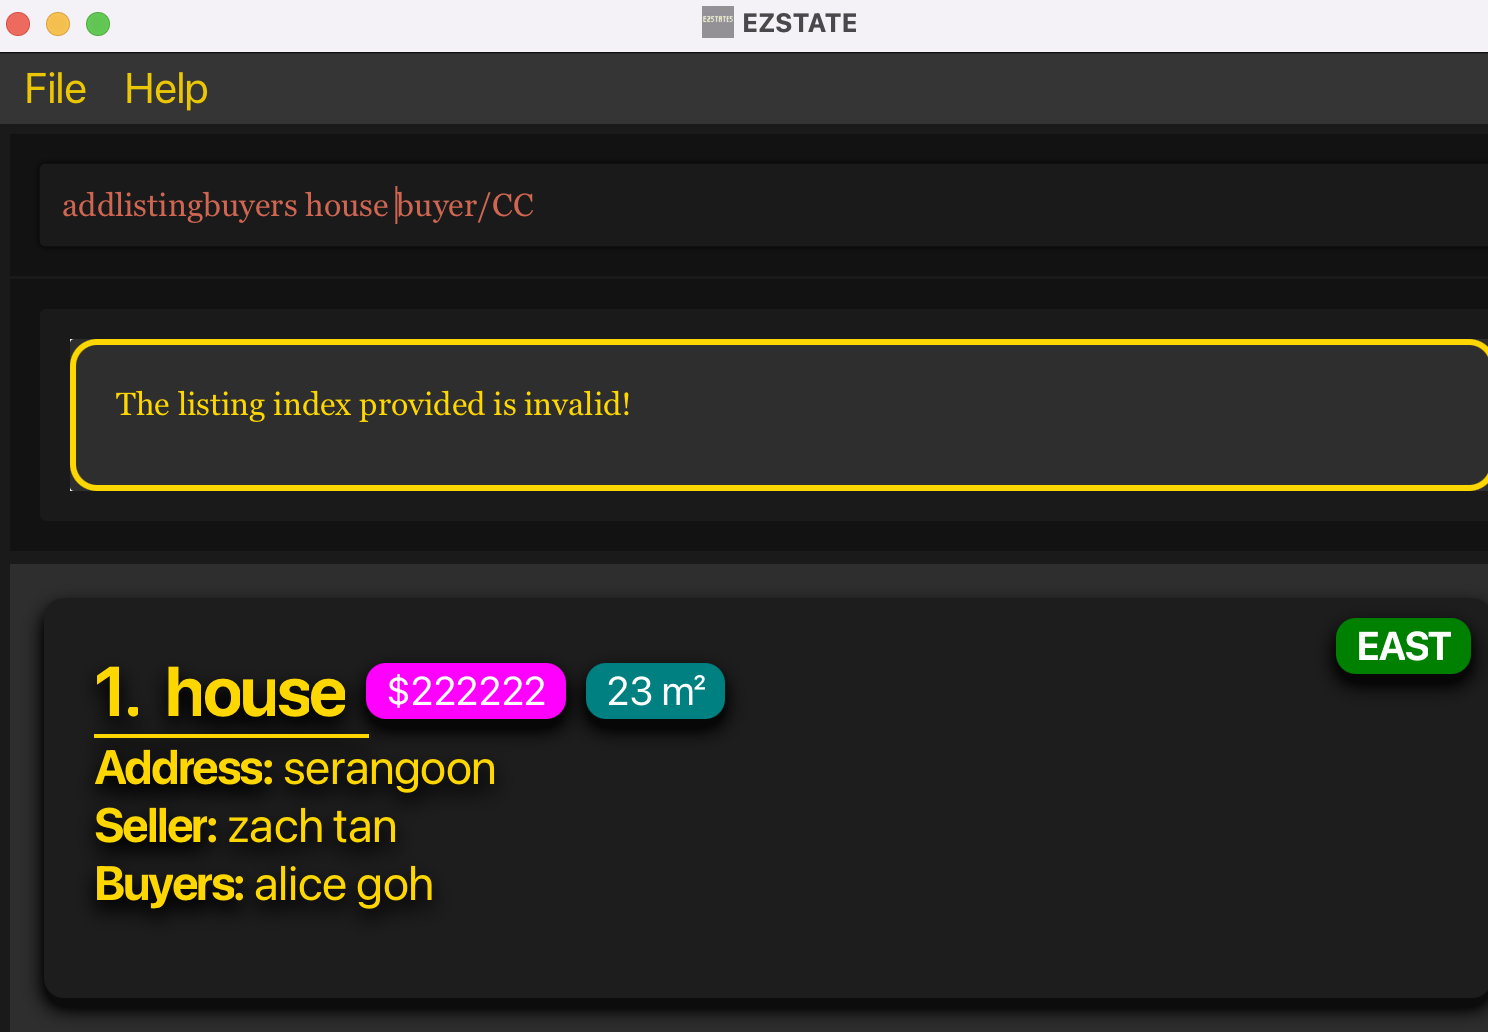 EZSTATES EZSTATE
File Help
addlistingbuyers house buyer/CC
The listing index provided is invalid!
EAST
1. house $222222 23 m²
Address: serangoon
Seller: zach tan
Buyers: alice goh